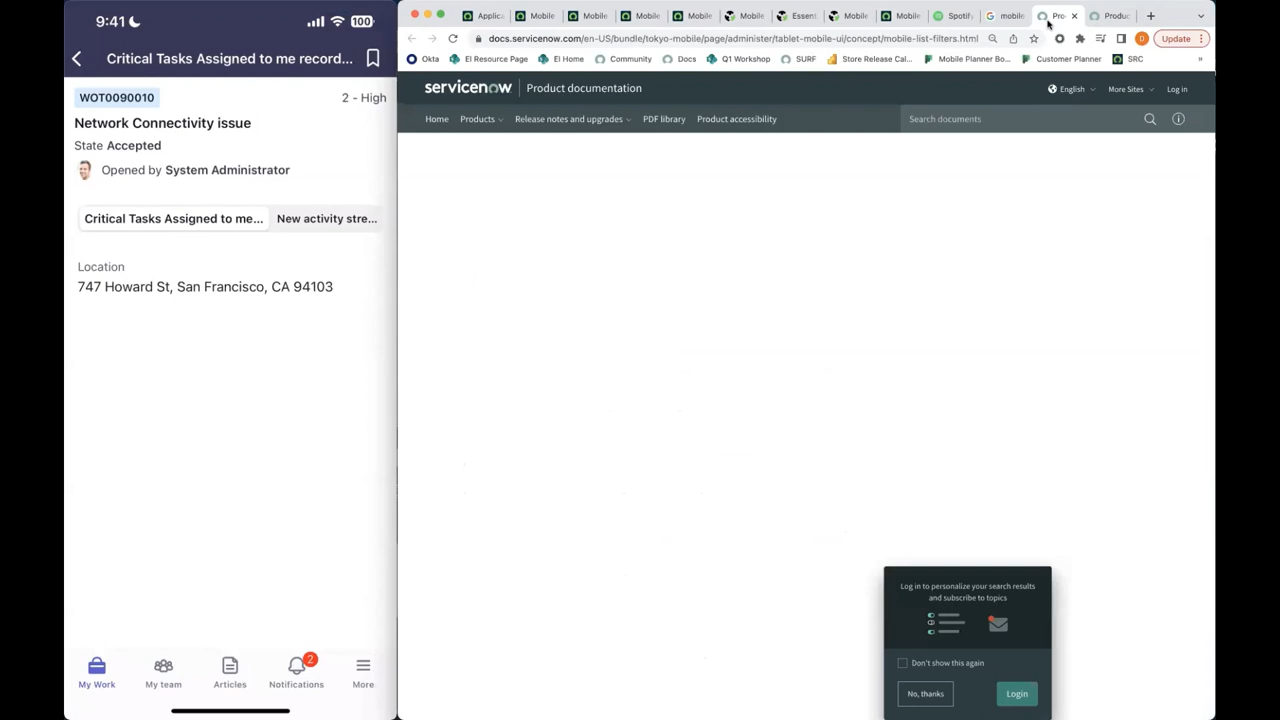 9:41
100
Critical Tasks Assigned to me record...
WOT0090010
2 - High
Network Connectivity issue
State Accepted
Opened by System Administrator
Critical Tasks Assigned to me...
New activity stre...
Location
747 Howard St, San Francisco, CA 94103
My Work
My team
Articles
2
Notifications
More
Applica
Mobile
Mobile
Mobile
Mobile
Mobile
Essent
Mobile
Mobile
Spotify
mobile
Pro
Produc
docs.servicenow.com/en-US/bundle/tokyo-mobile/page/administer/tablet-mobile-ui/concept/mobile-list-filters.html
D
Update
Okta
EI Resource Page
EI Home
Community
Docs
Q1 Workshop
SURF
Store Release Cal...
Mobile Planner Bo...
Customer Planner
SRC
»
servicenow
Product documentation
English
More Sites
Log in
Home
Products
Release notes and upgrades
PDF library
Product accessibility
Search documents
Log in to personalize your search results
and subscribe to topics
Don't show this again
No, thanks
Login